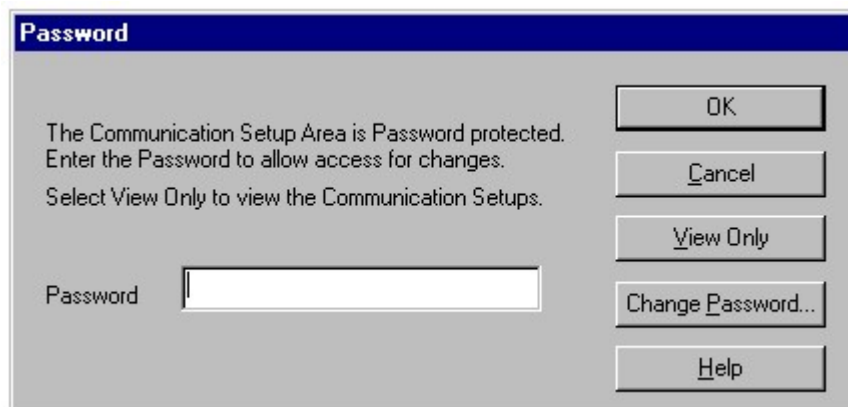 Password
The Communication Setup Area is Password protected.
Enter the Password to allow access for changes.
Select View Only to view the Communication Setups.
Password
OK
Cancel
View Only
Change Password...
Help